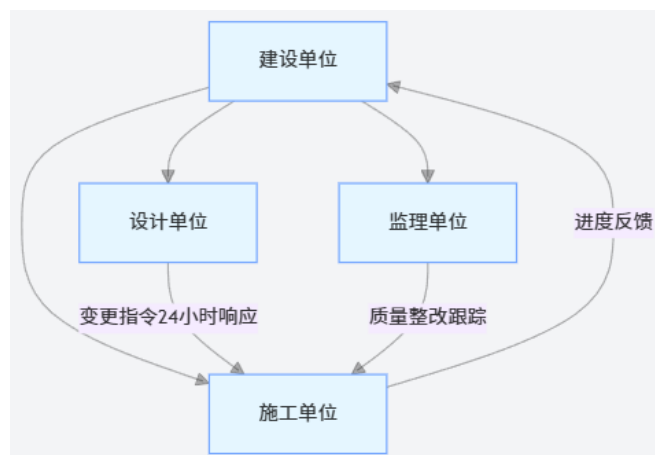 建设单位
设计单位
监理单位
进度反馈
变更指令24小时响应
质量整改跟踪
施工单位